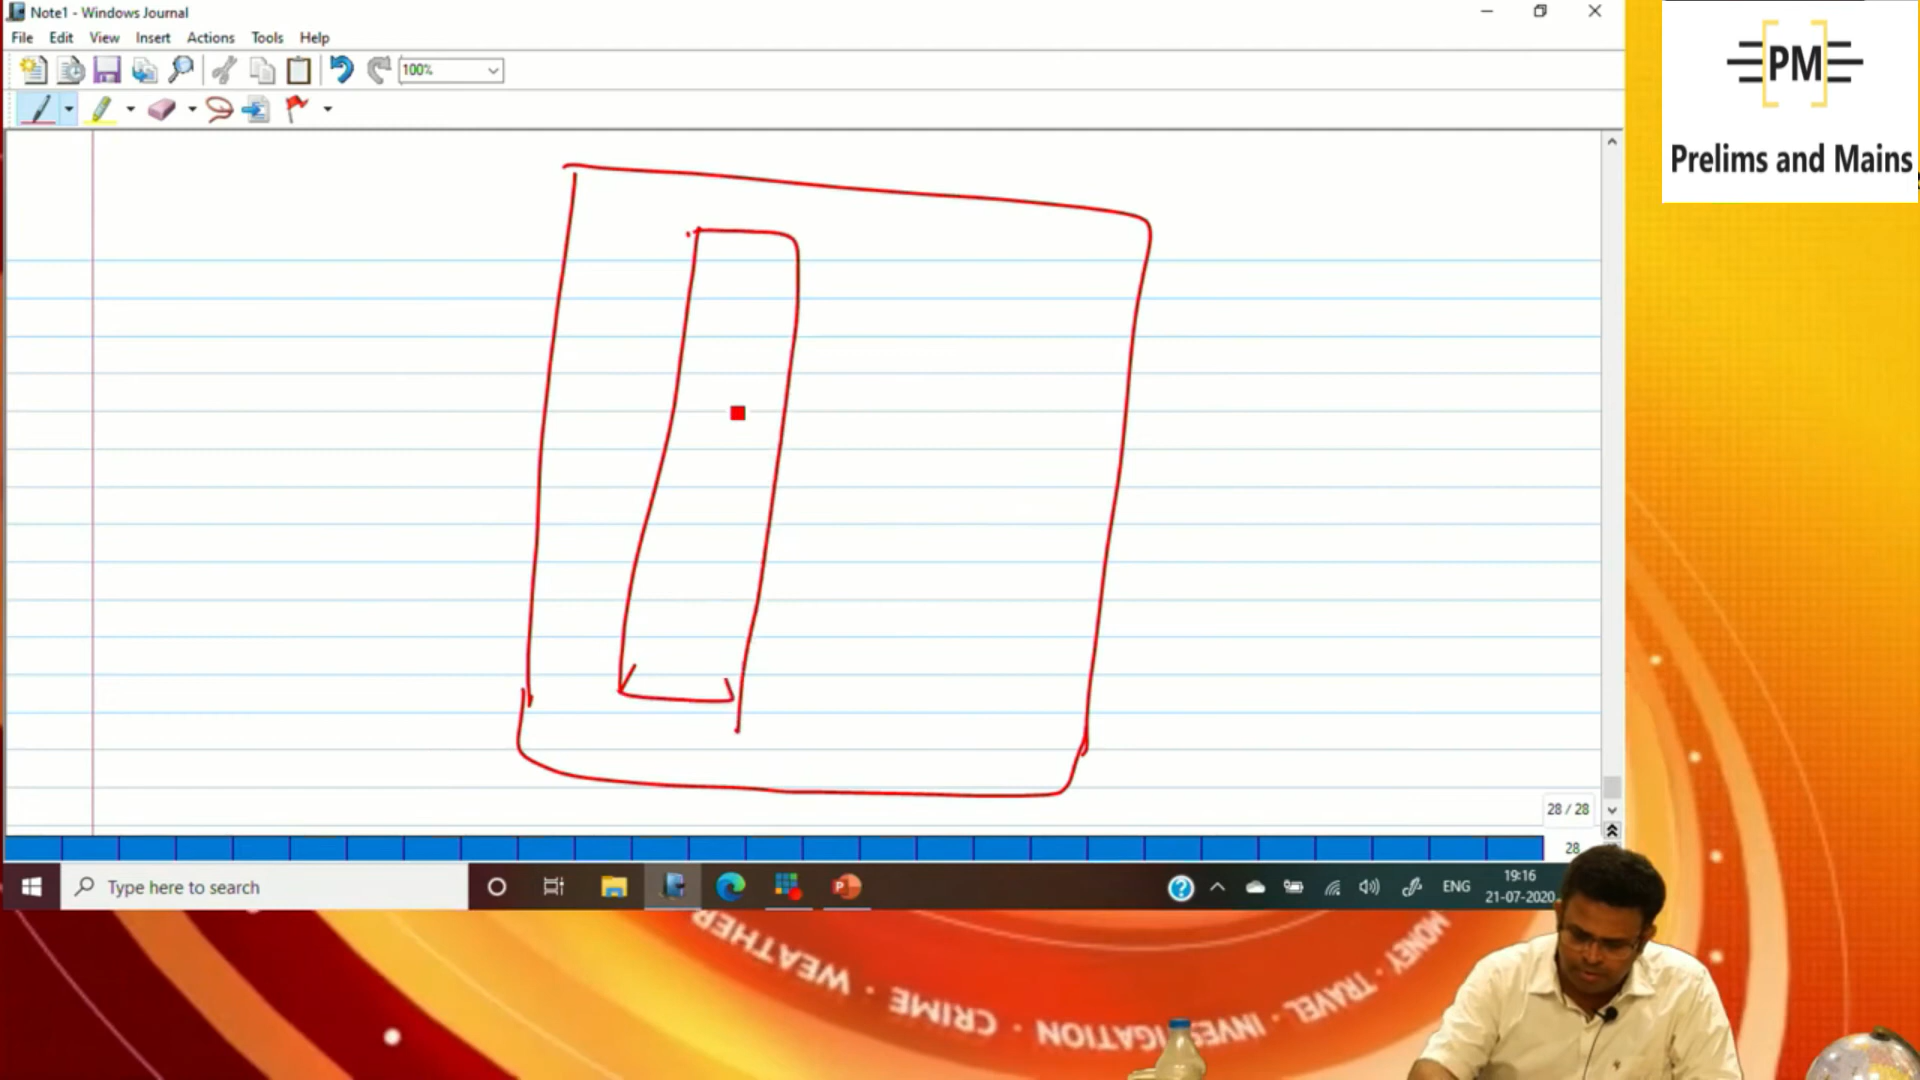 Note1 - Windows Journal
File Edit View Insert Actions Tools Help
100%
[PM]
Prelims and Mains
28 / 28
28
Type here to search
ENG
19:16
21-07-2020
WEATHER · CRIME · INVESTIGATION · TRAVEL · MONEY